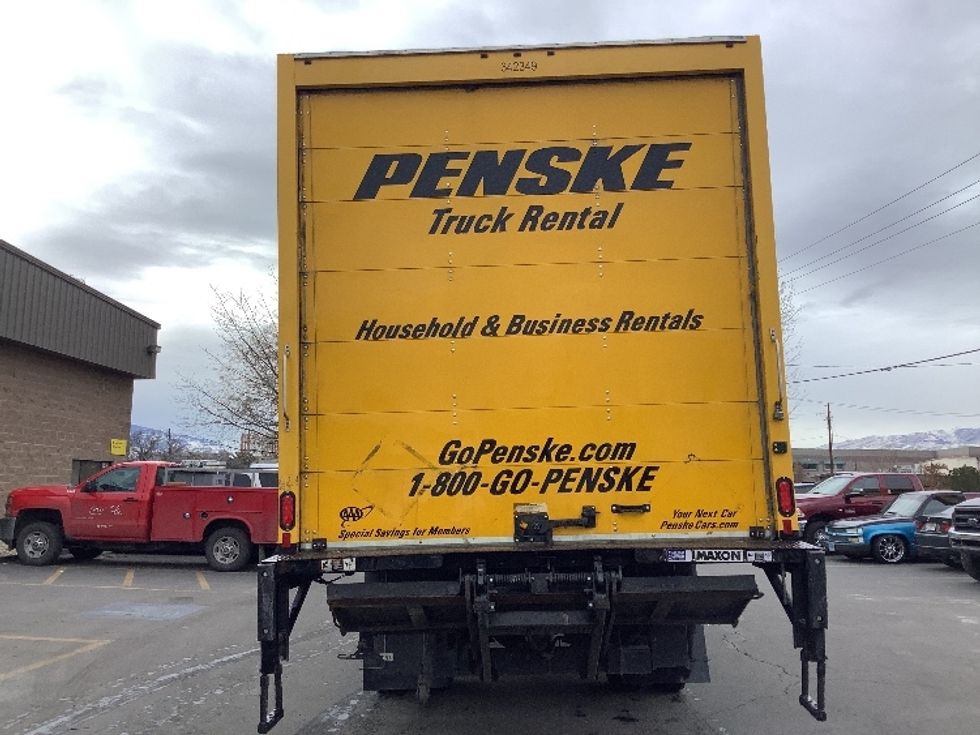 342349
PENSKE
Truck Rental
Household & Business Rentals
GoPenske.com
1-800-GO-PENSKE
AAA
Special Savings for Members
Your Next Car
PenskeCars.com
MAXON